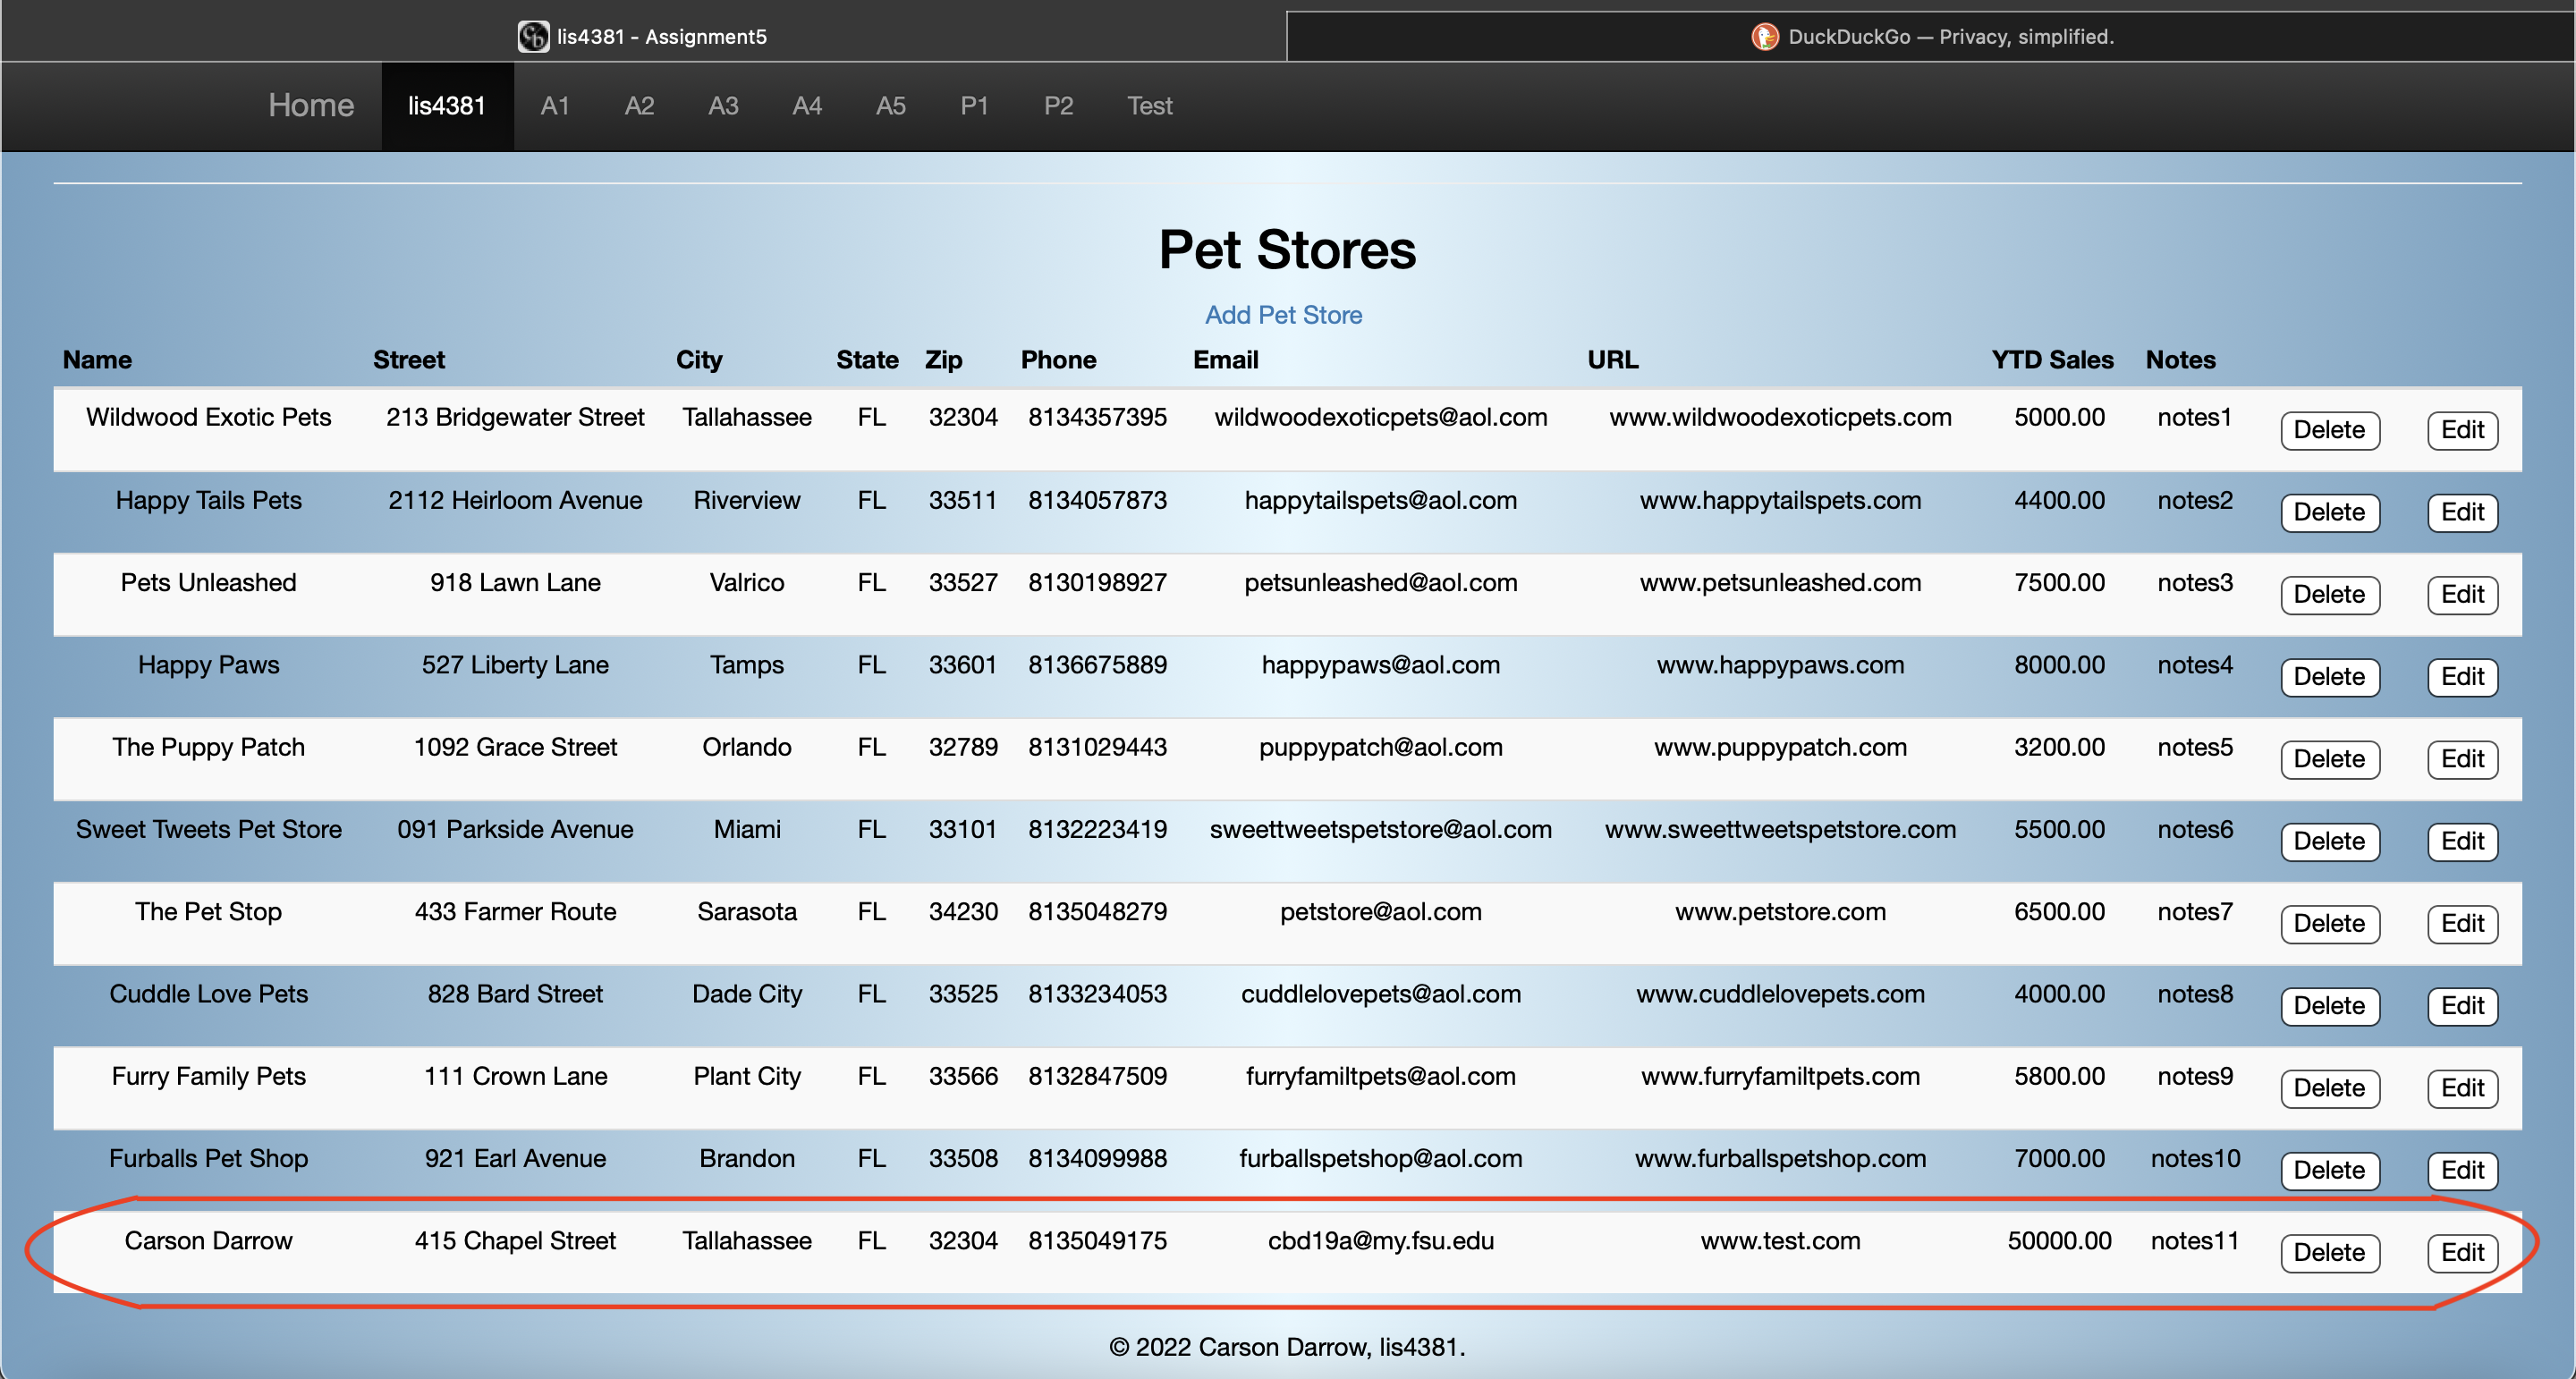 lis4381 - Assignment5
DuckDuckGo — Privacy, simplified.
Home lis4381 A1 A2 A3 A4 A5 P1 P2 Test
Pet Stores
Add Pet Store
Name Street City State Zip Phone Email URL YTD Sales Notes
Wildwood Exotic Pets 213 Bridgewater Street Tallahassee FL 32304 8134357395 wildwoodexoticpets@aol.com www.wildwoodexoticpets.com 5000.00 notes1 Delete Edit
Happy Tails Pets 2112 Heirloom Avenue Riverview FL 33511 8134057873 happytailspets@aol.com www.happytailspets.com 4400.00 notes2 Delete Edit
Pets Unleashed 918 Lawn Lane Valrico FL 33527 8130198927 petsunleashed@aol.com www.petsunleashed.com 7500.00 notes3 Delete Edit
Happy Paws 527 Liberty Lane Tamps FL 33601 8136675889 happypaws@aol.com www.happypaws.com 8000.00 notes4 Delete Edit
The Puppy Patch 1092 Grace Street Orlando FL 32789 8131029443 puppypatch@aol.com www.puppypatch.com 3200.00 notes5 Delete Edit
Sweet Tweets Pet Store 091 Parkside Avenue Miami FL 33101 8132223419 sweettweetspetstore@aol.com www.sweettweetspetstore.com 5500.00 notes6 Delete Edit
The Pet Stop 433 Farmer Route Sarasota FL 34230 8135048279 petstore@aol.com www.petstore.com 6500.00 notes7 Delete Edit
Cuddle Love Pets 828 Bard Street Dade City FL 33525 8133234053 cuddlelovepets@aol.com www.cuddlelovepets.com 4000.00 notes8 Delete Edit
Furry Family Pets 111 Crown Lane Plant City FL 33566 8132847509 furryfamiltpets@aol.com www.furryfamiltpets.com 5800.00 notes9 Delete Edit
Furballs Pet Shop 921 Earl Avenue Brandon FL 33508 8134099988 furballspetshop@aol.com www.furballspetshop.com 7000.00 notes10 Delete Edit
Carson Darrow 415 Chapel Street Tallahassee FL 32304 8135049175 cbd19a@my.fsu.edu www.test.com 50000.00 notes11 Delete Edit
© 2022 Carson Darrow, lis4381.